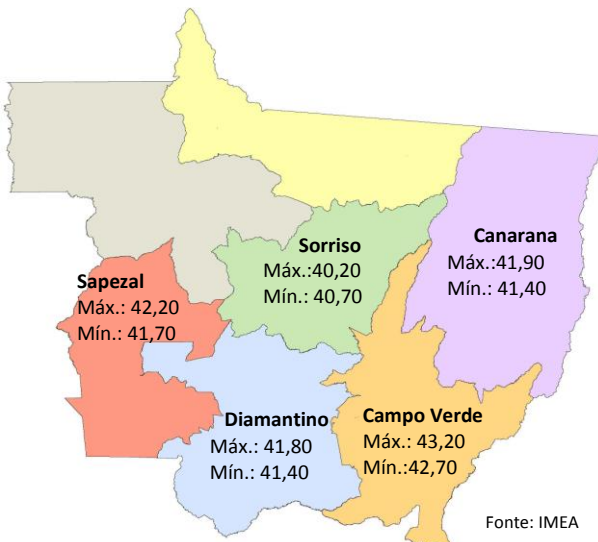 Sorriso
Máx.:40,20
Mín.: 40,70
Canarana
Máx.:41,90
Mín.: 41,40
Sapezal
Máx.: 42,20
Mín.: 41,70
Diamantino
Máx.: 41,80
Mín.: 41,40
Campo Verde
Máx.: 43,20
Mín.:42,70
Fonte: IMEA